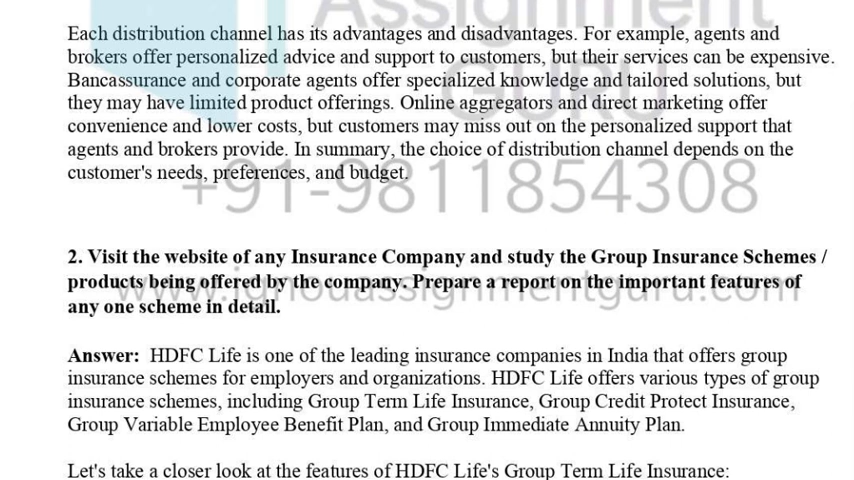 Assignment
GURU
Each distribution channel has its advantages and disadvantages. For example, agents and
brokers offer personalized advice and support to customers, but their services can be expensive.
Bancassurance and corporate agents offer specialized knowledge and tailored solutions, but
they may have limited product offerings. Online aggregators and direct marketing offer
convenience and lower costs, but customers may miss out on the personalized support that
agents and brokers provide. In summary, the choice of distribution channel depends on the
customer's needs, preferences, and budget.
+91-9811854308
2. Visit the website of any Insurance Company and study the Group Insurance Schemes /
products being offered by the company. Prepare a report on the important features of
www.ignouassignmentguru.com
any one scheme in detail.
Answer: HDFC Life is one of the leading insurance companies in India that offers group
insurance schemes for employers and organizations. HDFC Life offers various types of group
insurance schemes, including Group Term Life Insurance, Group Credit Protect Insurance,
Group Variable Employee Benefit Plan, and Group Immediate Annuity Plan.
Let's take a closer look at the features of HDFC Life's Group Term Life Insurance: